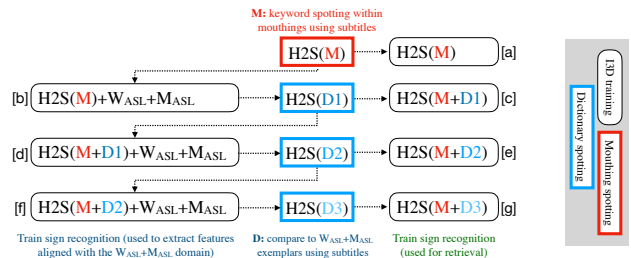 M: keyword spotting within
mouthings using subtitles
H2S(M)
H2S(M)
[a]
[b]
H2S(M)+WASL+MASL
H2S(D1)
H2S(M+D1)
[c]
[d]
H2S(M+D1)+WASL+MASL
H2S(D2)
H2S(M+D2)
[e]
[f]
H2S(M+D2)+WASL+MASL
H2S(D3)
H2S(M+D3)
[g]
Train sign recognition (used to extract features
aligned with the WASL+MASL domain)
D: compare to WASL+MASL
exemplars using subtitles
Train sign recognition
(used for retrieval)
Dictionary spotting
I3D training
Mouthing spotting